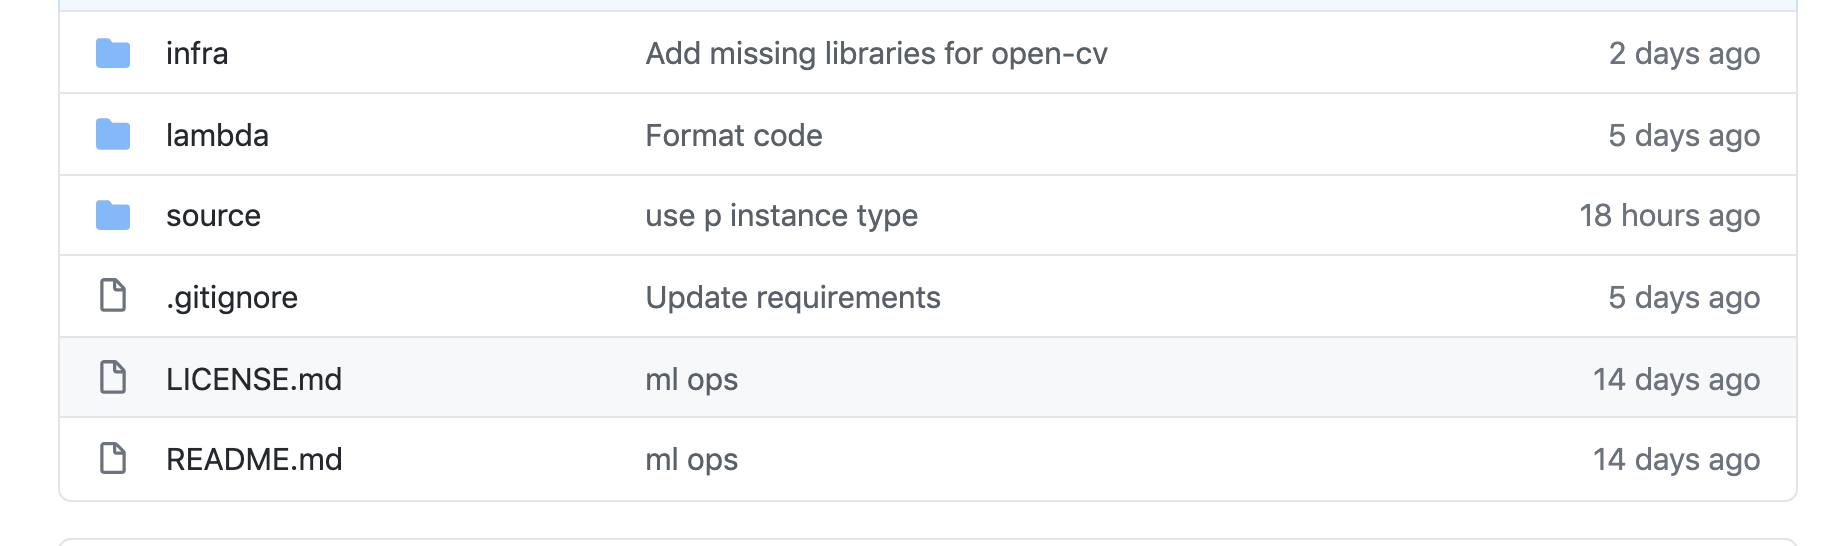 infra Add missing libraries for open-cv 2 days ago
lambda Format code 5 days ago
source use p instance type 18 hours ago
.gitignore Update requirements 5 days ago
LICENSE.md ml ops 14 days ago
README.md ml ops 14 days ago